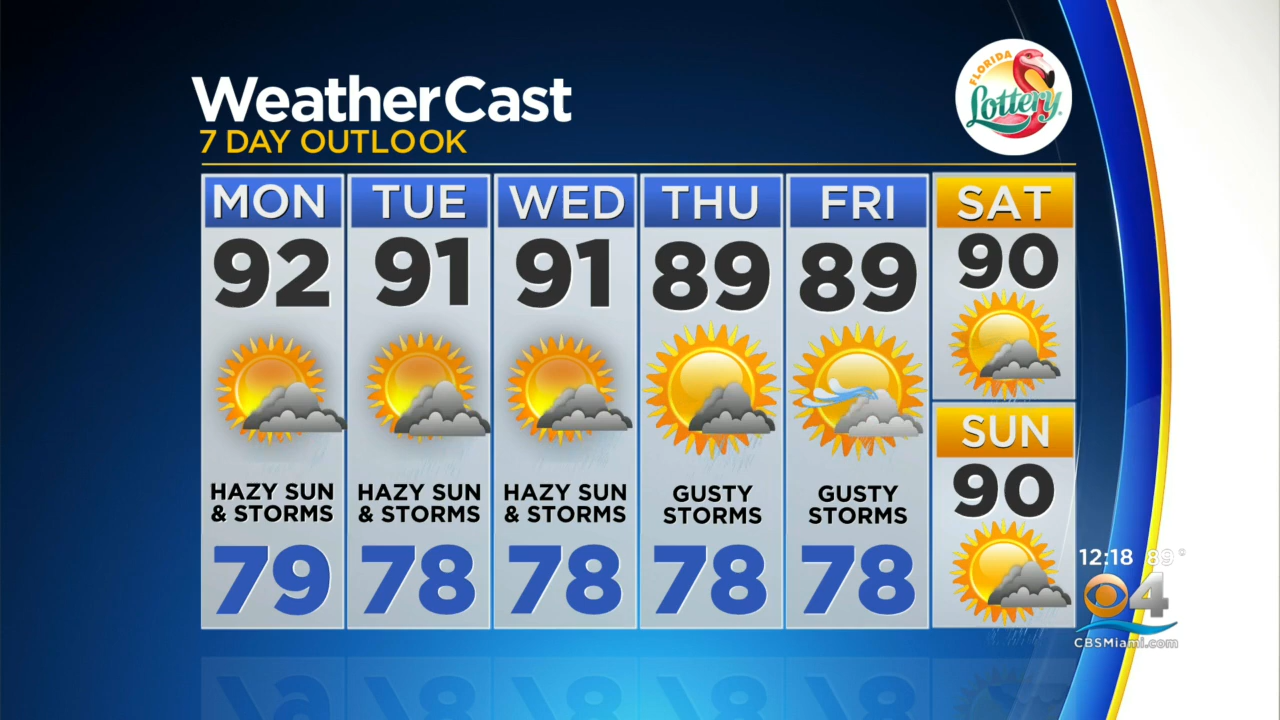 WeatherCast
7 DAY OUTLOOK
FLORIDA
Lottery
MON TUE WED THU FRI SAT
92 91 91 89 89 90
SUN
90
HAZY SUN
& STORMS
HAZY SUN
& STORMS
HAZY SUN
& STORMS
GUSTY
STORMS
GUSTY
STORMS
79 78 78 78 78
12:18 89°
4
CBSMiami.com